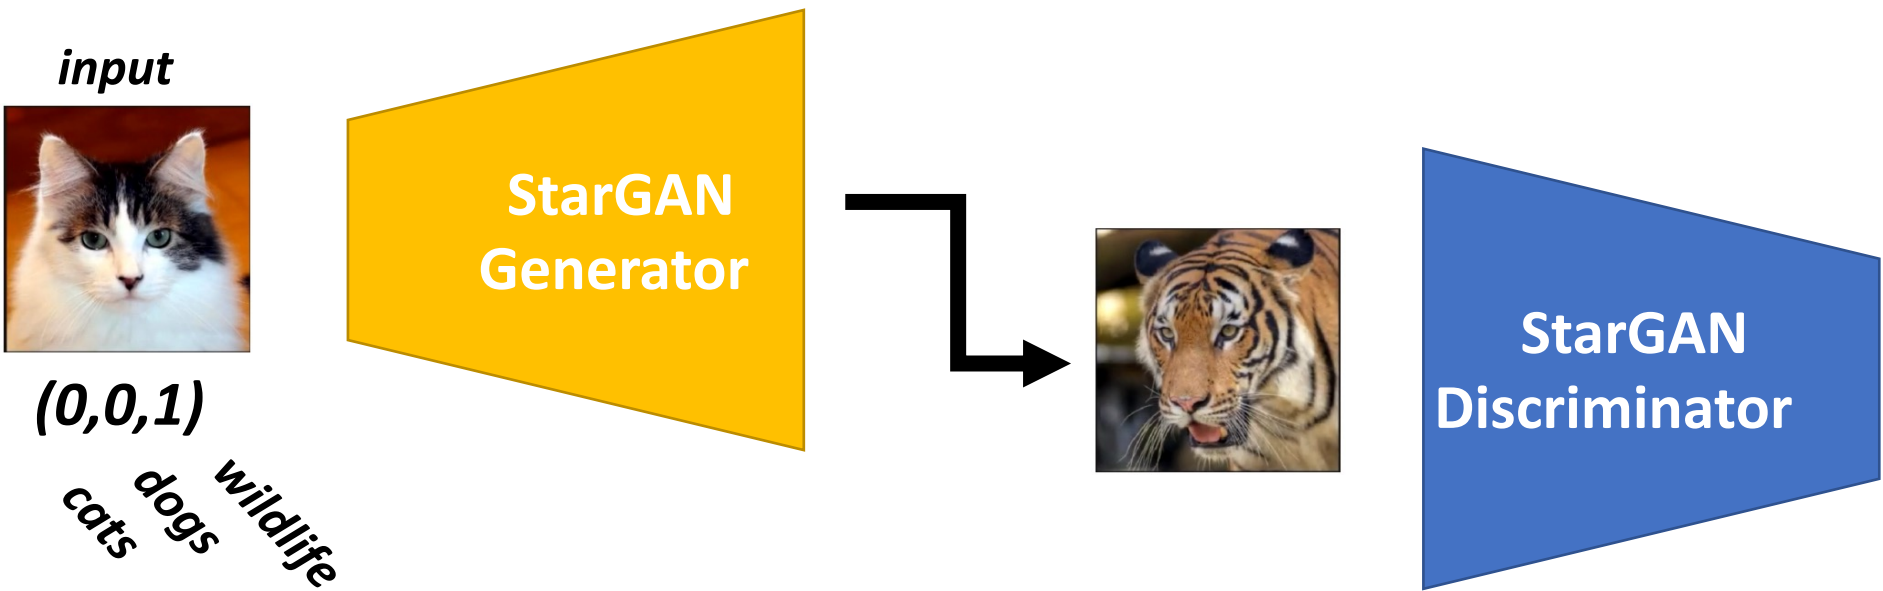 input
(0,0,1)
cats
dogs
wildlife
StarGAN
Generator
StarGAN
Discriminator